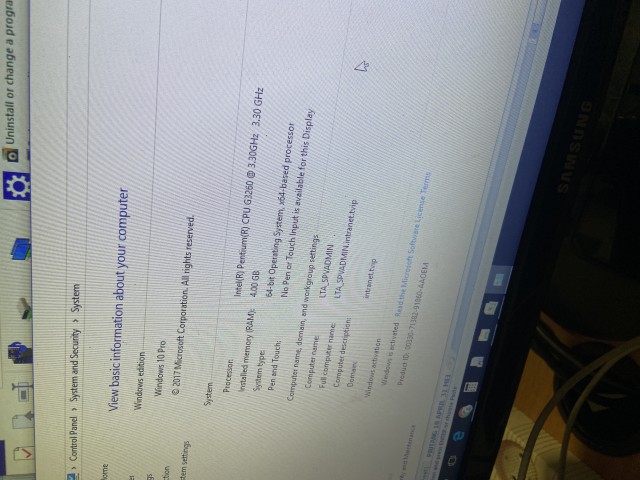 Uninstall or change a progra
Control Panel > System and Security > System
View basic information about your computer
Windows edition
Windows 10 Pro
© 2017 Microsoft Corporation. All rights reserved.
System
Processor: Intel(R) Pentium(R) CPU G3260 @ 3.30GHz 3.30 GHz
Installed memory (RAM): 4.00 GB
System type: 64-bit Operating System, x64-based processor
Pen and Touch: No Pen or Touch Input is available for this Display
Computer name, domain, and workgroup settings
Computer name: LTA_SPVADMIN
Full computer name: LTA_SPVADMIN.intranet.tvip
Computer description:
Domain: intranet.tvip
Windows activation
Windows is activated Read the Microsoft Software License Terms
Product ID:
SAMSUNG